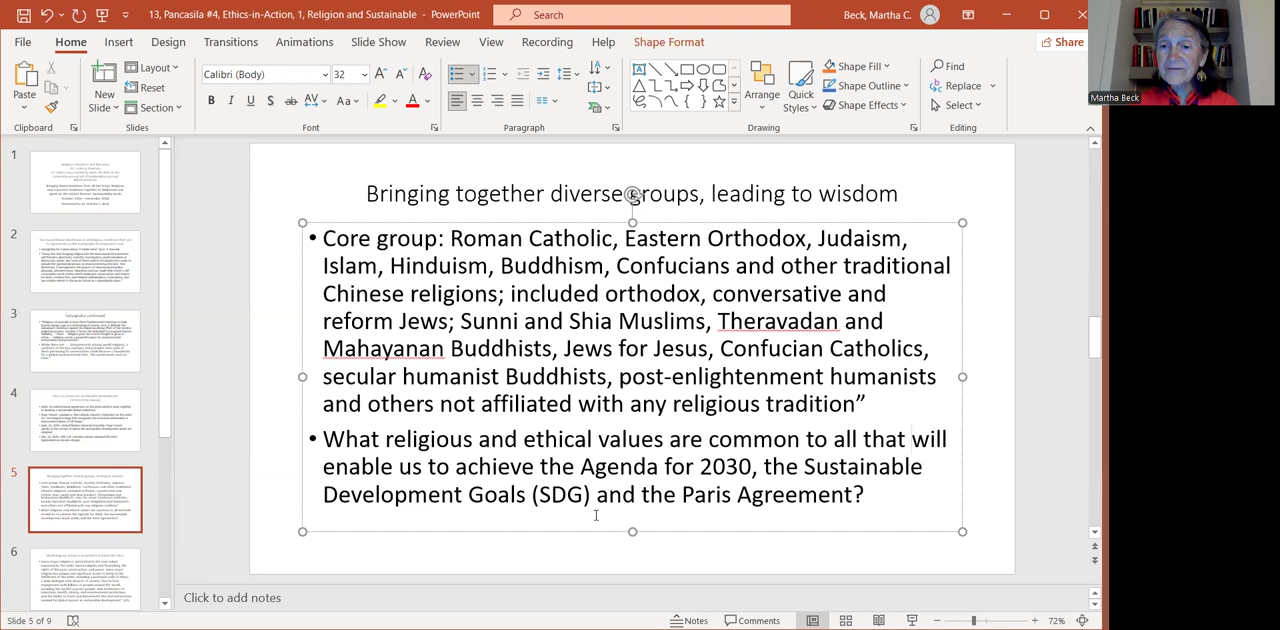 13, Pancasila #4, Ethics-in-Action, 1, Religion and Sustainable - PowerPoint
Search
Beck, Martha C.
File Home Insert Design Transitions Animations Slide Show Review View Recording Help Shape Format
Share
Martha Beck
Paste
New
Slide
Layout
Reset
Section
Calibri (Body) 32
Arrange
Quick
Styles
Shape Fill
Shape Outline
Shape Effects
Find
Replace
Select
Clipboard Slides Font Paragraph Drawing Editing
1
2
3
4
5
6
Bringing together diverse groups, leading to wisdom
• Core group: Roman Catholic, Eastern Orthodox, Judaism,
Islam, Hinduism, Buddhism, Confucians and other traditional
Chinese religions; included orthodox, conservative and
reform Jews; Sunni and Shia Muslims, Theravadan and
Mahayanan Buddhists, Jews for Jesus, Confucian Catholics,
secular humanist Buddhists, post-enlightenment humanists
and others not affiliated with any religious tradition”
• What religious and ethical values are common to all that will
enable us to achieve the Agenda for 2030, the Sustainable
Development Goals (SDG) and the Paris Agreement?
Click to add notes
Slide 5 of 9
Notes
Comments
72%